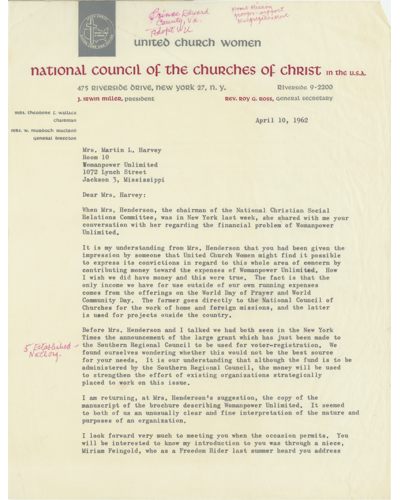 Prince Edward
County, Va.
Adopt
support
united church women
national council of the churches of christ in the u.s.a.
475 riverside drive, new york 27, n. y.
riverside 9-2200
j. irwin miller, president
rev. roy g. ross, general secretary
mrs. theodore f. wallace
chairman
mrs. w. murdoch macleod
general director
April 10, 1962
Mrs. Martin L. Harvey
Room 10
Womanpower Unlimited
1072 Lynch Street
Jackson 3, Mississippi
Dear Mrs. Harvey:
When Mrs. Henderson, the chairman of the National Christian Social
Relations Committee, was in New York last week, she shared with me your
conversation with her regarding the financial problem of Womanpower
Unlimited.
It is my understanding from Mrs. Henderson that you had been given the
impression by someone that United Church Women might find it possible
to express its convictions in regard to this whole area of concern by
contributing money toward the expenses of Womanpower Unlimited. How
I wish we did have money and this were true. The fact is that the
only income we have for use outside of our own running expenses
comes from the offerings on the World Day of Prayer and World
Community Day. The former goes directly to the National Council of
Churches for the work of home and foreign missions, and the latter
is used for projects outside the country.
Before Mrs. Henderson and I talked we had both seen in the New York
Times the announcement of the large grant which has just been made to
the Southern Regional Council to be used for voter-registration. We
found ourselves wondering whether this would not be the best source
for your needs. It is our understanding that although the fund is to be
administered by the Southern Regional Council, the money will be used
to strengthen the effort of existing organizations strategically
placed to work on this issue.
5 Established
I am returning, at Mrs. Henderson's suggestion, the copy of the
manuscript of the brochure describing Womanpower Unlimited. It seemed
to both of us an unusually clear and fine interpretation of the nature and
purposes of an organization.
I look forward very much to meeting you when the occasion permits. You
will be interested to know my introduction to you was through a niece,
Miriam Feingold, who as a Freedom Rider last summer heard you address